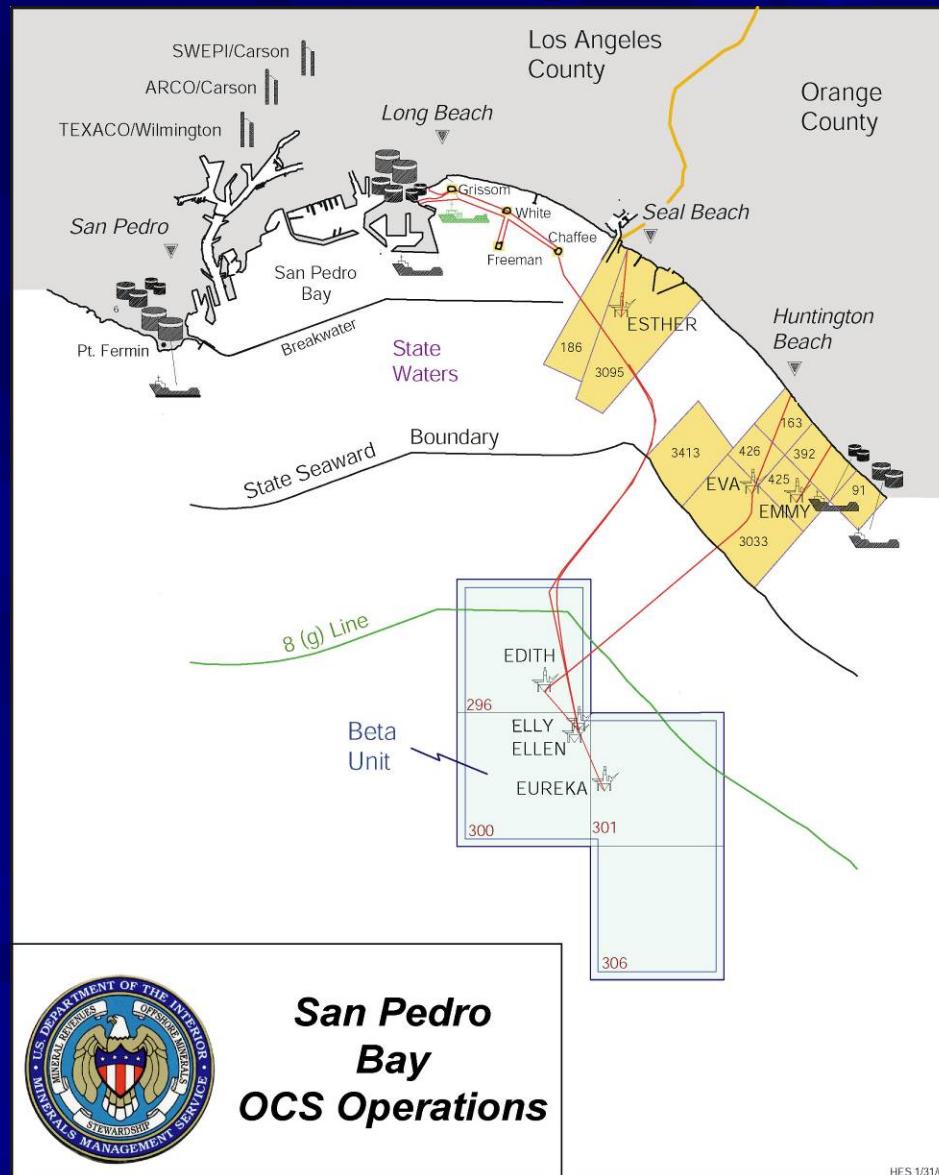 Los Angeles
County
Orange
County
SWEPI/Carson
ARCO/Carson
TEXACO/Wilmington
Long Beach
San Pedro
Grissom
White
Chaffee
Freeman
Seal Beach
San Pedro
Bay
6
Pt. Fermin
Breakwater
State
Waters
ESTHER
186
3095
Huntington
Beach
State Seaward Boundary
3413
426
163
392
EVA
425
EMMY
91
3033
8 (g) Line
EDITH
296
ELLY
ELLEN
Beta
Unit
EUREKA
300
301
306
U.S. DEPARTMENT OF THE INTERIOR
MINERAL REVENUES
OFFSHORE MINERALS
STEWARDSHIP
MINERALS MANAGEMENT SERVICE
San Pedro
Bay
OCS Operations
HES 1/31/